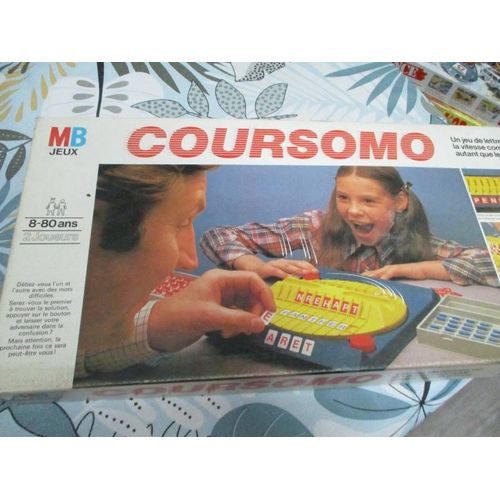 MB
JEUX
COURSOMO
Un jeu de lettre
la vitesse com
autant que le
8-80 ans
2 Joueurs
Défiez-vous l'un et
l'autre avec des mots
difficiles.
Serez-vous le premier
à trouver la solution,
appuyer sur le bouton
et laisser votre
adversaire dans la
confusion?
Mais attention, la
prochaine fois ce sera
peut-être vous!
PEN
E
ARET
COURSOMO